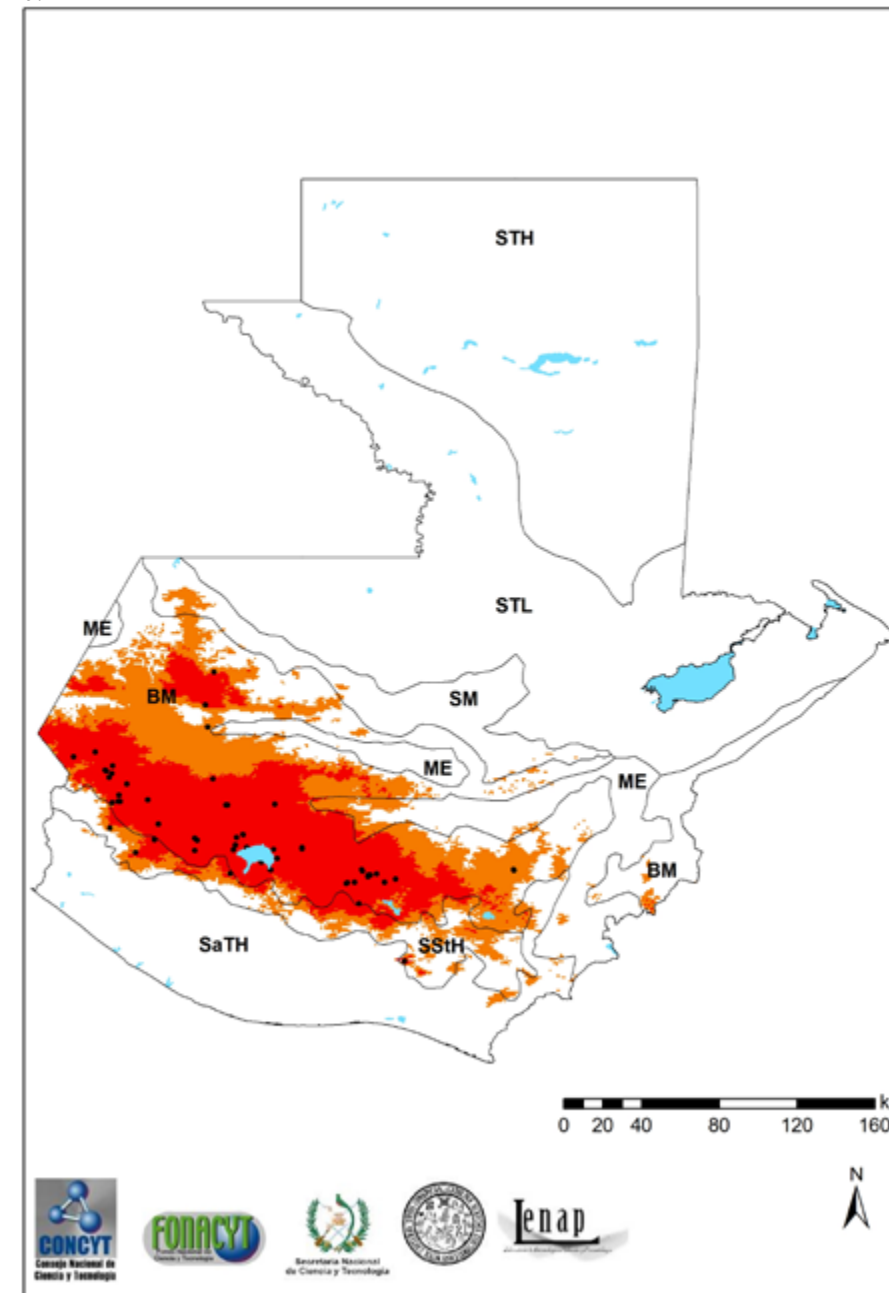 STH
STL
ME
BM
SM
ME
ME
BM
SaTH
SStH
k
0 20 40 80 120 160
N
CONCYT
Consejo Nacional de
Ciencia y Tecnología
FONACYT
Secretaría Nacional
de Ciencia y Tecnología
Lenap